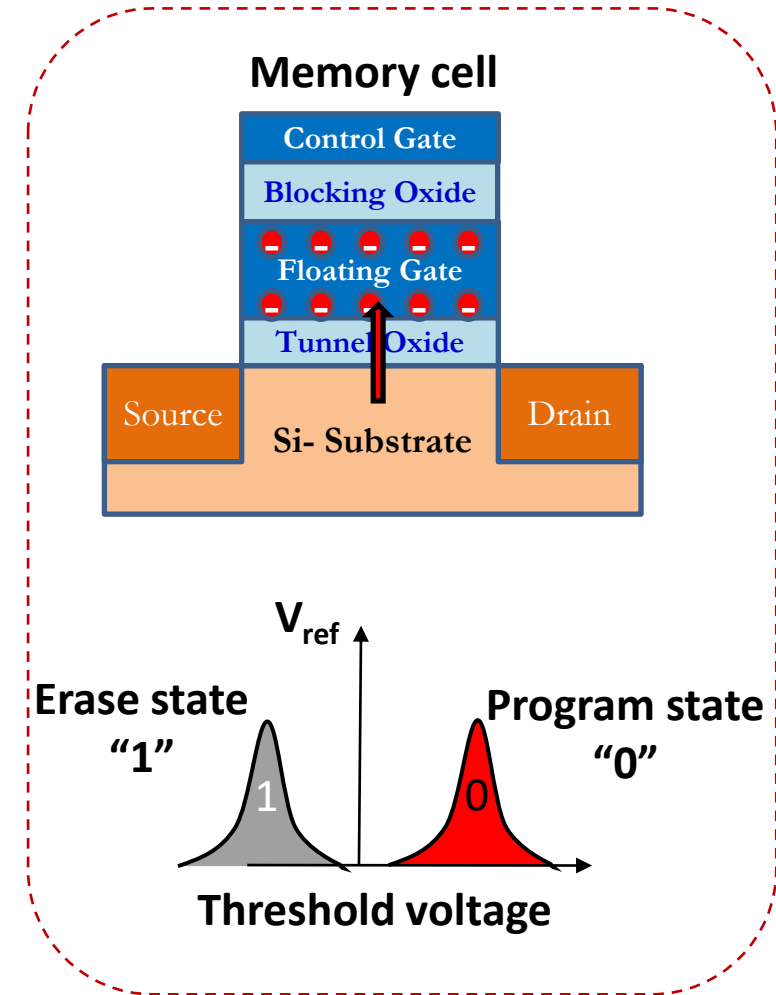 Memory cell
Control Gate
Blocking Oxide
Floating Gate
Tunnel Oxide
Source
Drain
Si- Substrate
Vref
Erase state
“1”
Program state
“0”
1
0
Threshold voltage